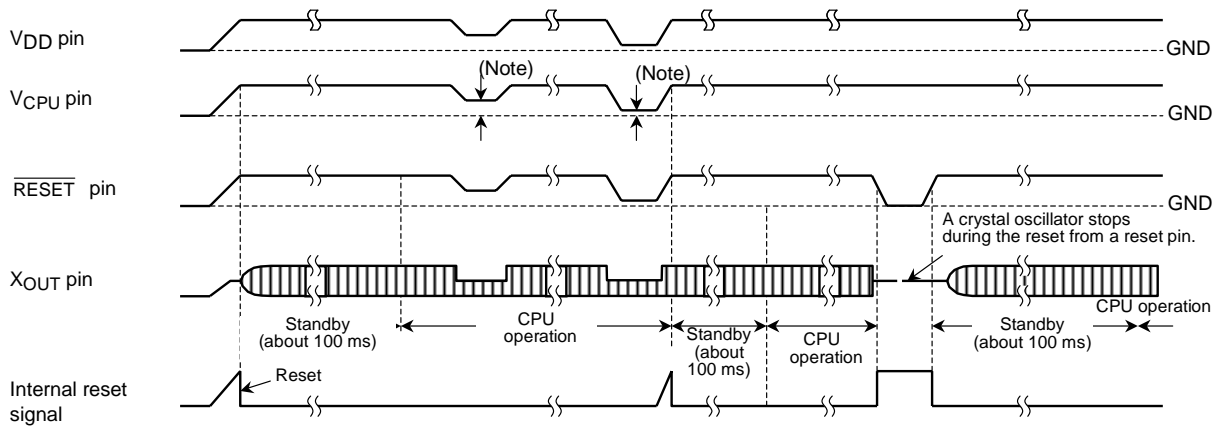 VDD pin
GND
(Note)
(Note)
VCPU pin
GND
RESET pin
GND
A crystal oscillator stops
during the reset from a reset pin.
XOUT pin
CPU operation
Standby
(about 100 ms)
CPU
operation
Standby
(about
100 ms)
CPU
operation
Standby
(about 100 ms)
Reset
Internal reset
signal